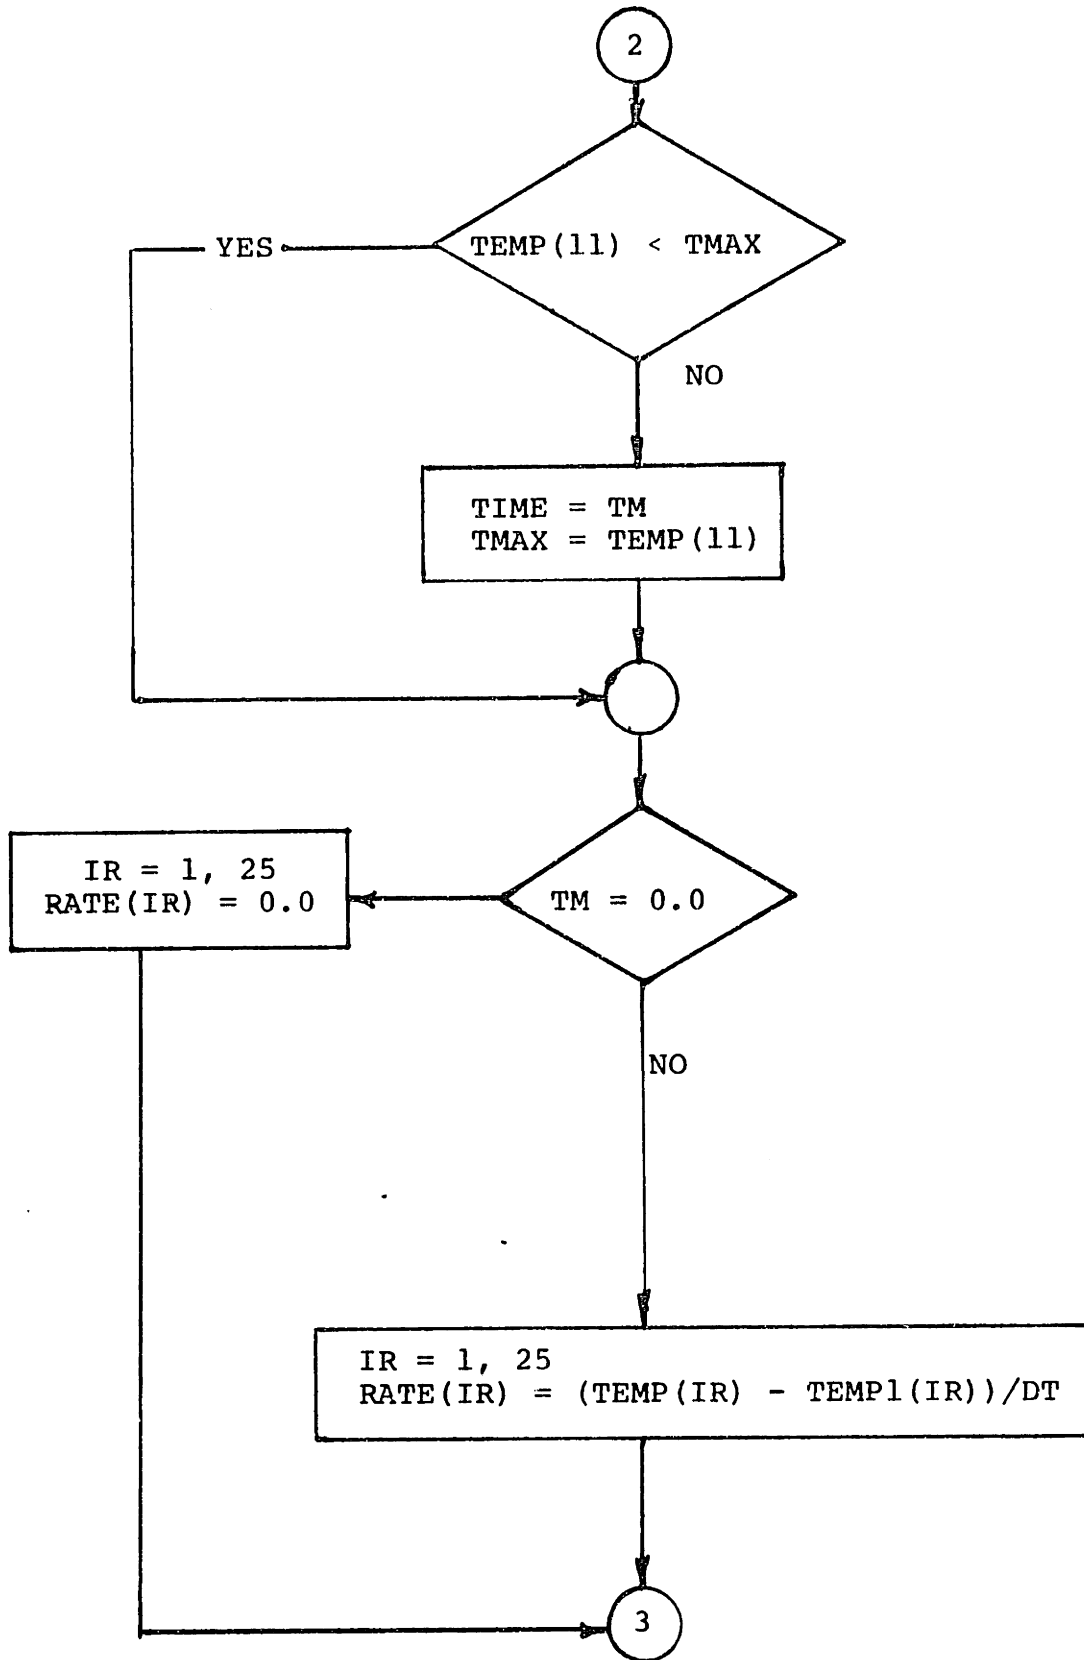 2
TEMP(11) < TMAX
YES
NO
TIME = TM
TMAX = TEMP(11)
TM = 0.0
IR = 1, 25
RATE(IR) = 0.0
NO
IR = 1, 25
RATE(IR) = (TEMP(IR) - TEMP1(IR))/DT
3